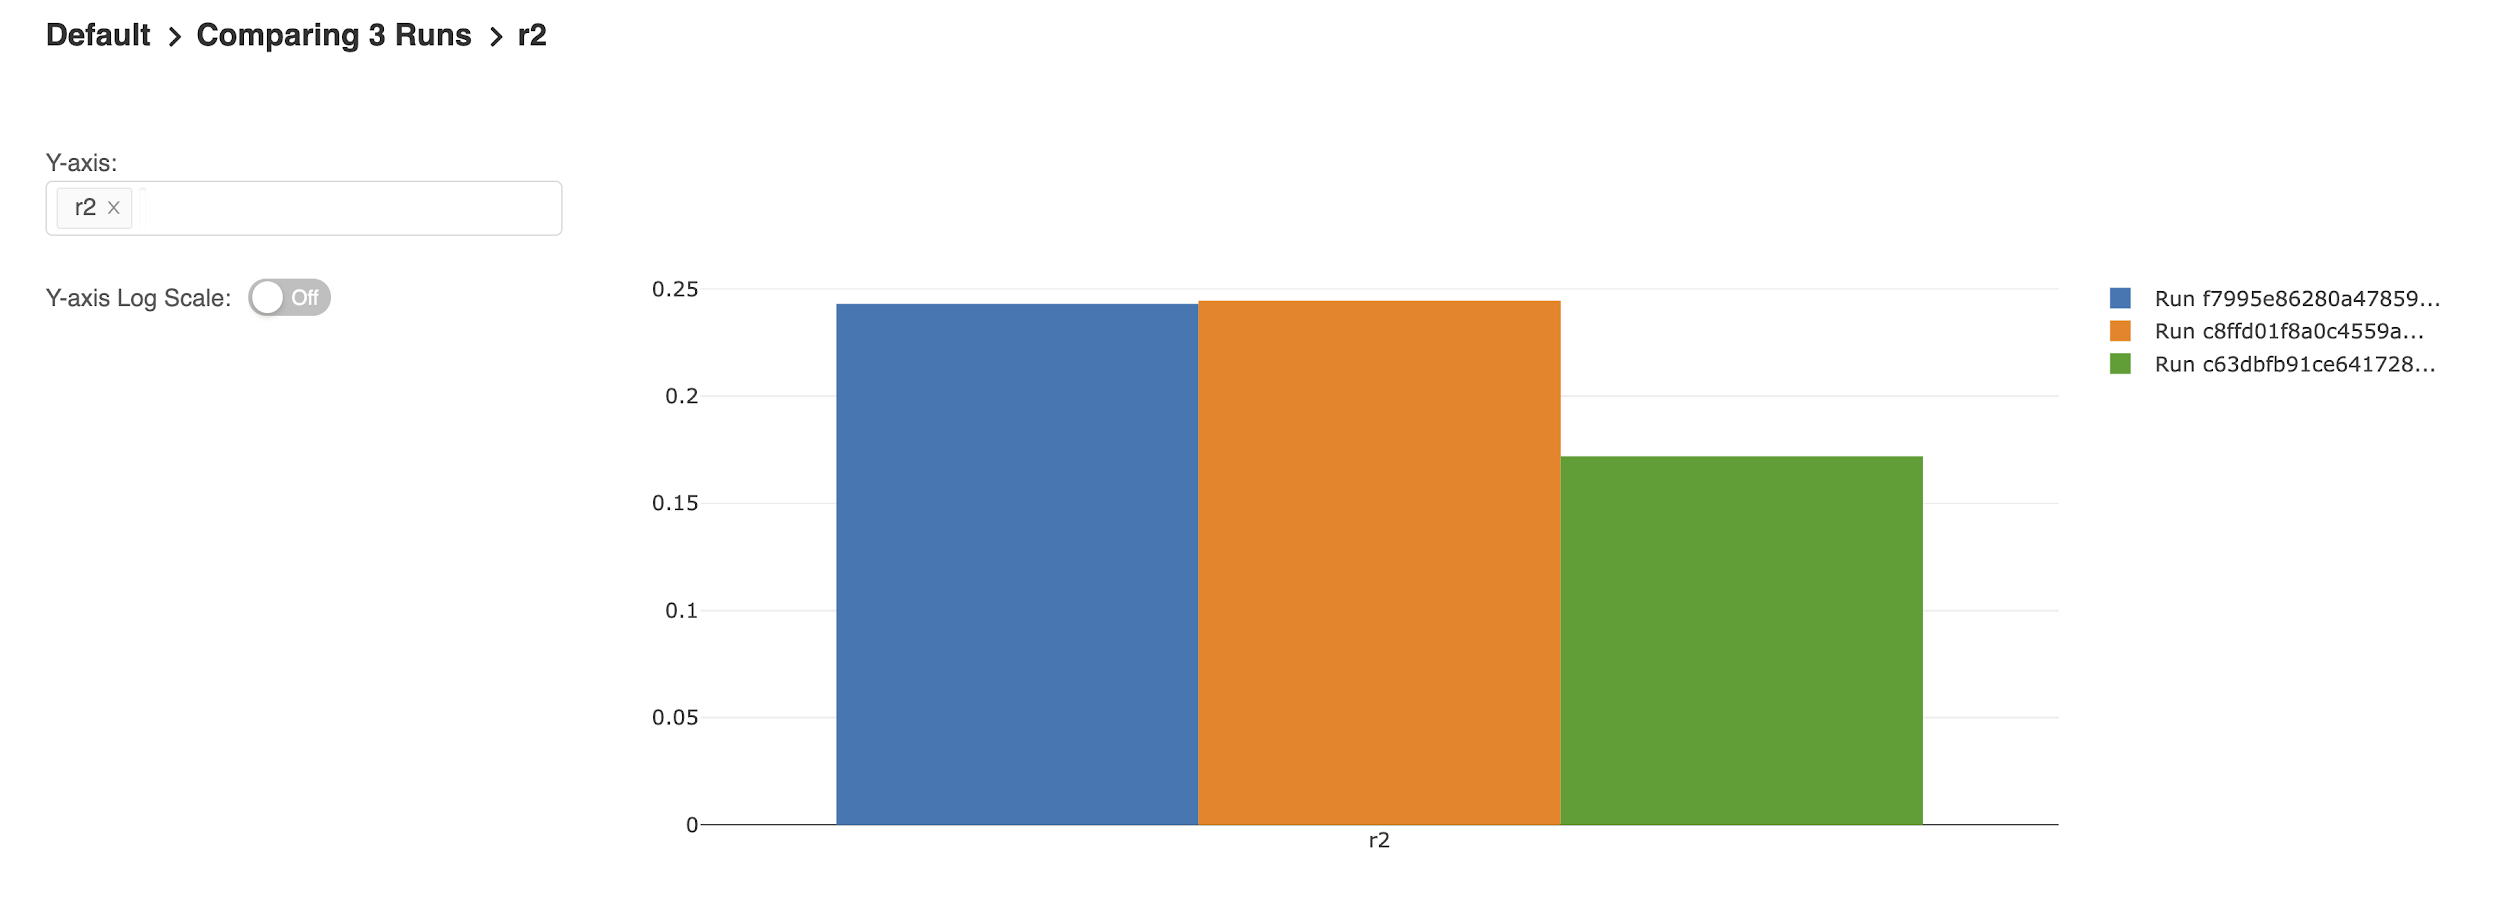 Default > Comparing 3 Runs > r2
Y-axis:
r2 X
Y-axis Log Scale: Off
0.25
0.2
0.15
0.1
0.05
0
r2
Run f7995e86280a47859...
Run c8ffd01f8a0c4559a...
Run c63dbfb91ce641728...